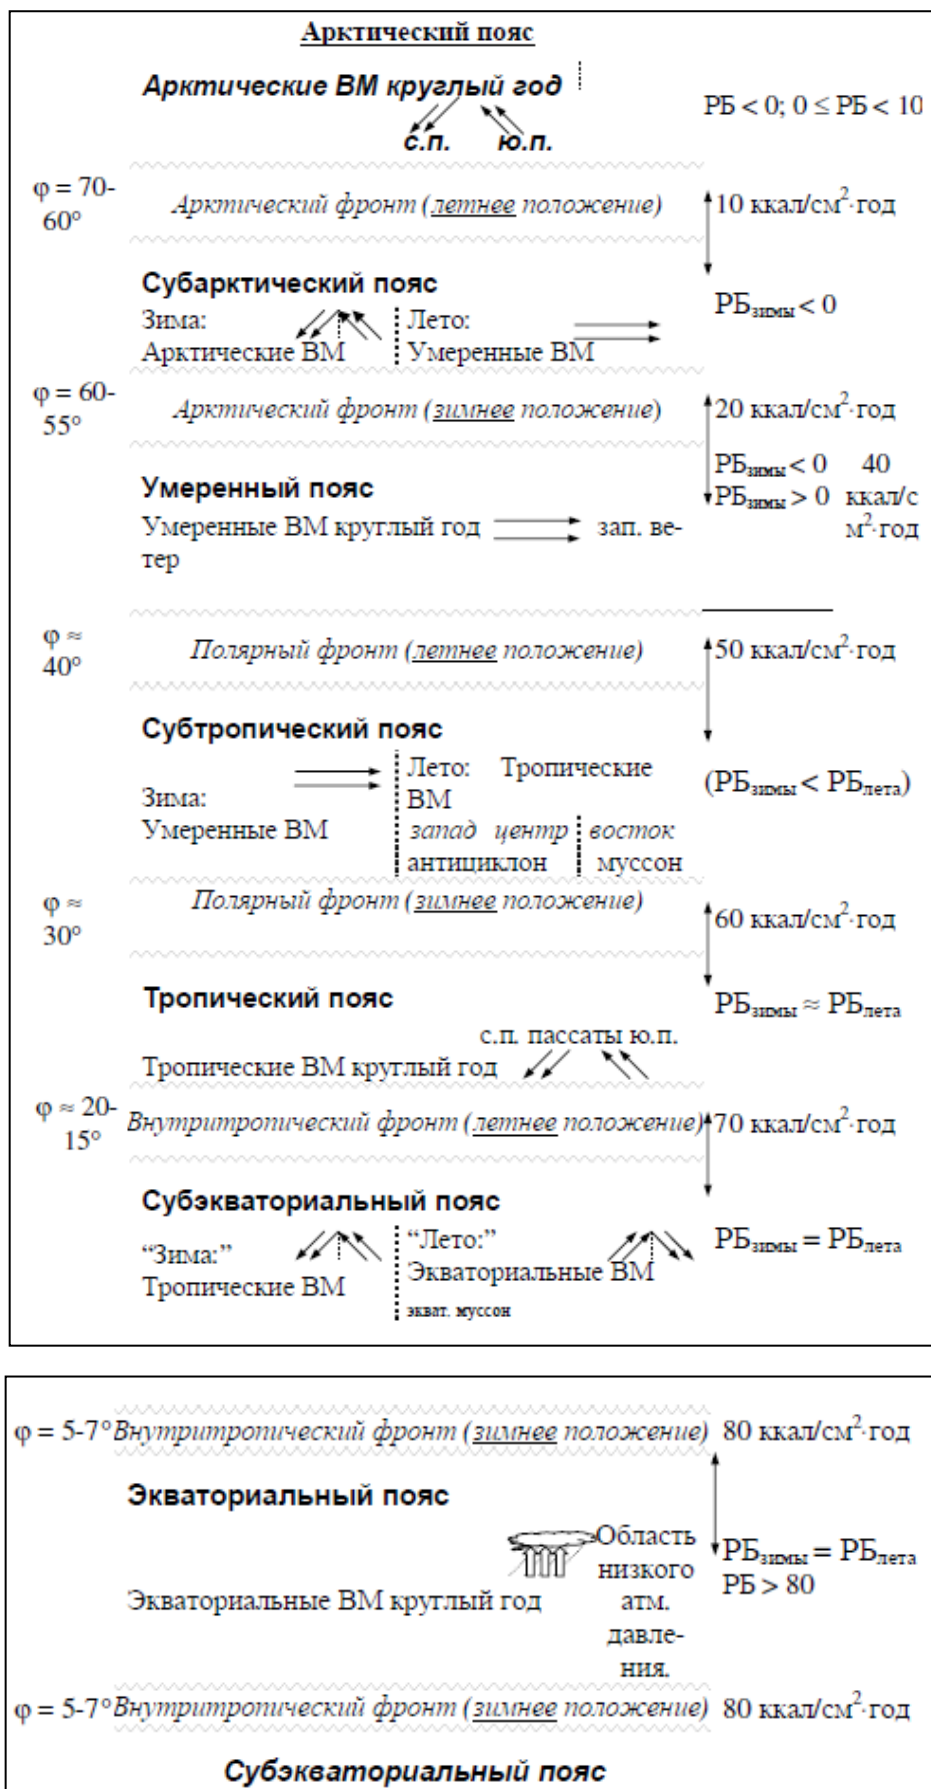 Арктический пояс
Арктические ВМ круглый год
РБ < 0; 0 ≤ РБ < 10
с.п. ю.п.
φ = 70-
60°
Арктический фронт (летнее положение)
10 ккал/см²·год
Субарктический пояс
РБзимы < 0
Зима:
Арктические ВМ
Лето:
Умеренные ВМ
φ = 60-
55°
Арктический фронт (зимнее положение)
20 ккал/см²·год
РБзимы < 0 40
РБзимы > 0 ккал/с
м²·год
Умеренный пояс
Умеренные ВМ круглый год зап. ве-
тер
φ ≈
40°
Полярный фронт (летнее положение)
50 ккал/см²·год
Субтропический пояс
(РБзимы < РБлета)
Зима:
Умеренные ВМ
Лето: Тропические
ВМ
запад центр восток
антициклон муссон
φ ≈
30°
Полярный фронт (зимнее положение)
60 ккал/см²·год
Тропический пояс
РБзимы ≈ РБлета
с.п. пассаты ю.п.
Тропические ВМ круглый год
φ ≈ 20-
15°
Внутритропический фронт (летнее положение)
70 ккал/см²·год
Субэкваториальный пояс
РБзимы = РБлета
“Зима:”
Тропические ВМ
“Лето:”
Экваториальные ВМ
экват. муссон
φ = 5-7° Внутритропический фронт (зимнее положение) 80 ккал/см²·год
Экваториальный пояс
РБзимы = РБлета
РБ > 80
Экваториальные ВМ круглый год
Область
низкого
атм.
давле-
ния.
φ = 5-7° Внутритропический фронт (зимнее положение) 80 ккал/см²·год
Субэкваториальный пояс